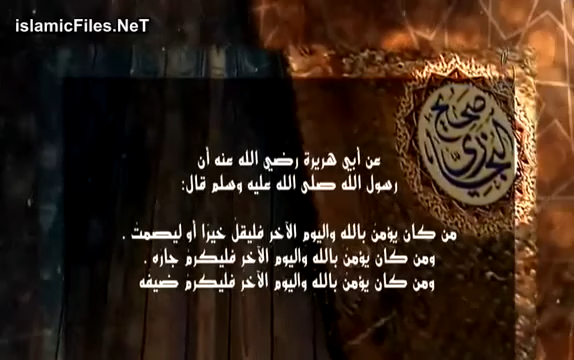 islamicFiles.NeT
صحيح
البخاري
عن أبي هريرة رضي الله عنه أن
رسول الله صلى الله عليه وسلم قال:
من كان يؤمن بالله واليوم الآخر فليقل خيرًا أو ليصمت .
ومن كان يؤمن بالله واليوم الآخر فليكرم جاره .
ومن كان يؤمن بالله واليوم الآخر فليكرم ضيفه